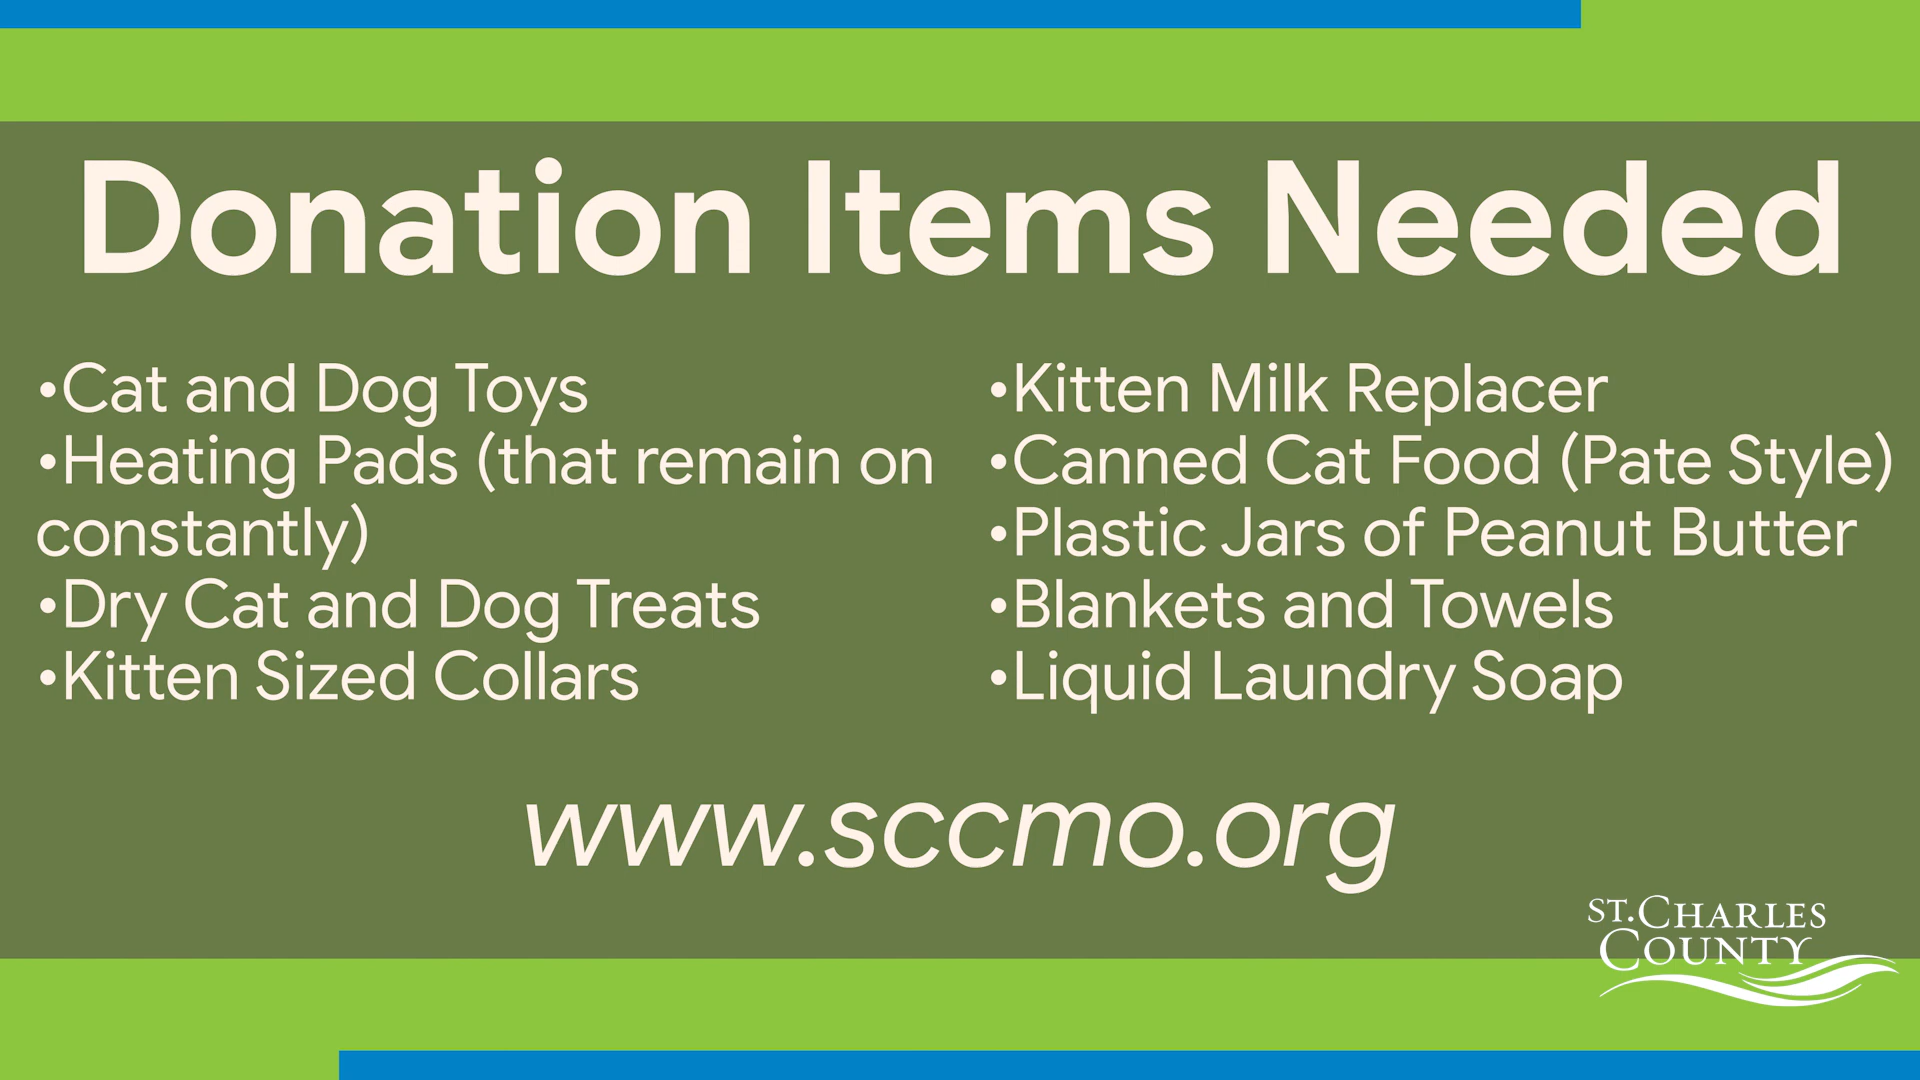 Donation Items Needed
•Cat and Dog Toys
•Heating Pads (that remain on
constantly)
•Dry Cat and Dog Treats
•Kitten Sized Collars
•Kitten Milk Replacer
•Canned Cat Food (Pate Style)
•Plastic Jars of Peanut Butter
•Blankets and Towels
•Liquid Laundry Soap
www.sccmo.org
ST. CHARLES
COUNTY